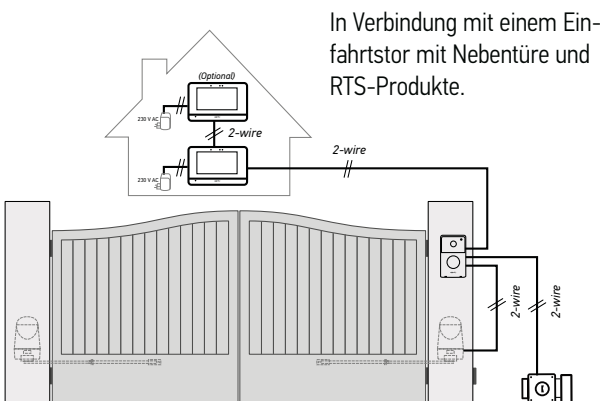 In Verbindung mit einem Ein-
fahrtstor mit Nebentüre und
RTS-Produkte.
(Optional)
230 V AC
2-wire
2-wire
230 V AC
2-wire
2-wire